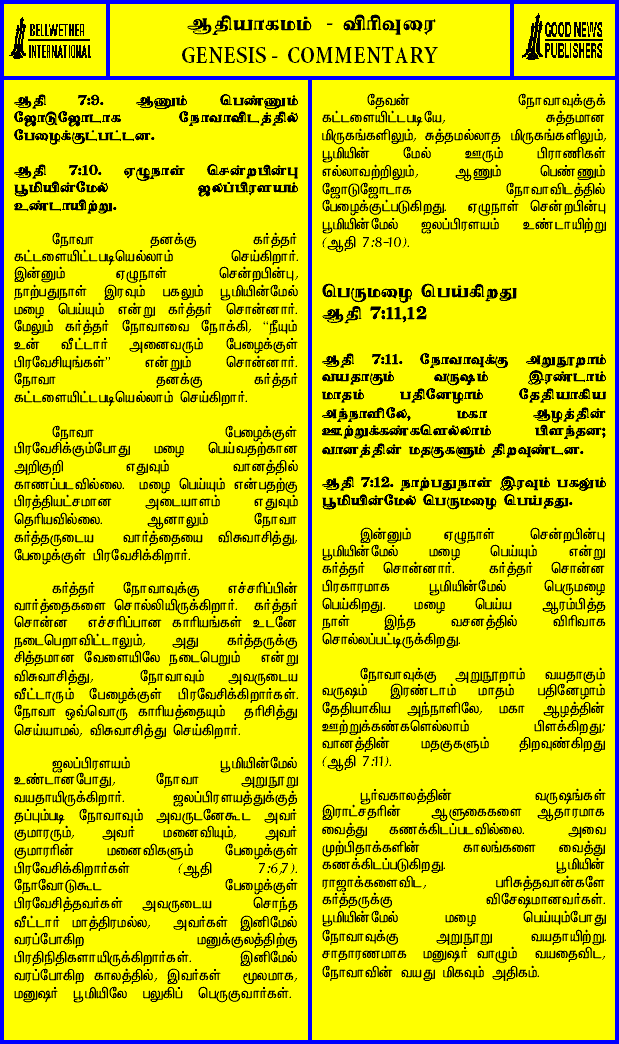 BELLWETHER
INTERNATIONAL
ஆதியாகமம் - விரிவுரை
GENESIS - COMMENTARY
GOOD NEWS
PUBLISHERS
ஆதி 7:9. ஆணும் பெண்ணும்
ஜோடுஜோடாக நோவாவிடத்தில்
பேழைக்குட்பட்டன.
ஆதி 7:10. ஏழுநாள் சென்றபின்பு
பூமியின்மேல் ஜலப்பிரளயம்
உண்டாயிற்று.
நோவா தனக்கு கர்த்தர்
கட்டளையிட்டபடியெல்லாம் செய்கிறார்.
இன்னும் ஏழுநாள் சென்றபின்பு,
நாற்பதுநாள் இரவும் பகலும் பூமியின்மேல்
மழை பெய்யும் என்று கர்த்தர் சொன்னார்.
மேலும் கர்த்தர் நோவாவை நோக்கி, “நீயும்
உன் வீட்டார் அனைவரும் பேழைக்குள்
பிரவேசியுங்கள்” என்றும் சொன்னார்.
நோவா தனக்கு கர்த்தர்
கட்டளையிட்டபடியெல்லாம் செய்கிறார்.
நோவா பேழைக்குள்
பிரவேசிக்கும்போது மழை பெய்வதற்கான
அறிகுறி எதுவும் வானத்தில்
காணப்படவில்லை. மழை பெய்யும் என்பதற்கு
பிரத்தியட்சமான அடையாளம் எதுவும்
தெரியவில்லை. ஆனாலும் நோவா
கர்த்தருடைய வார்த்தையை விசுவாசித்து,
பேழைக்குள் பிரவேசிக்கிறார்.
கர்த்தர் நோவாவுக்கு எச்சரிப்பின்
வார்த்தைகளை சொல்லியிருக்கிறார். கர்த்தர்
சொன்ன எச்சரிப்பான காரியங்கள் உடனே
நடைபெறாவிட்டாலும், அது கர்த்தருக்கு
சித்தமான வேளையிலே நடைபெறும் என்று
விசுவாசித்து, நோவாவும் அவருடைய
வீட்டாரும் பேழைக்குள் பிரவேசிக்கிறார்கள்.
நோவா ஒவ்வொரு காரியத்தையும் தரிசித்து
செய்யாமல், விசுவாசித்து செய்கிறார்.
ஜலப்பிரளயம் பூமியின்மேல்
உண்டானபோது, நோவா அறுநூறு
வயதாயிருக்கிறார். ஜலப்பிரளயத்துக்குத்
தப்பும்படி நோவாவும் அவருடனேகூட அவர்
குமாரரும், அவர் மனைவியும், அவர்
குமாரரின் மனைவிகளும் பேழைக்குள்
பிரவேசிக்கிறார்கள் (ஆதி 7:6,7).
நோவோடுகூட பேழைக்குள்
பிரவேசித்தவர்கள் அவருடைய சொந்த
வீட்டார் மாத்திரமல்ல, அவர்கள் இனிமேல்
வரப்போகிற மனுக்குலத்திற்கு
பிரதிநிதிகளாயிருக்கிறார்கள். இனிமேல்
வரப்போகிற காலத்தில், இவர்கள் மூலமாக,
மனுஷர் பூமியிலே பலுகிப் பெருகுவார்கள்.
தேவன் நோவாவுக்குக்
கட்டளையிட்டபடியே, சுத்தமான
மிருகங்களிலும், சுத்தமல்லாத மிருகங்களிலும்,
பூமியின் மேல் ஊரும் பிராணிகள்
எல்லாவற்றிலும், ஆணும் பெண்ணும்
ஜோடுஜோடாக நோவாவிடத்தில்
பேழைக்குட்படுகிறது. ஏழுநாள் சென்றபின்பு
பூமியின்மேல் ஜலப்பிரளயம் உண்டாயிற்று
(ஆதி 7:8-10).
பெருமழை பெய்கிறது
ஆதி 7:11,12
ஆதி 7:11. நோவாவுக்கு அறுநூறாம்
வயதாகும் வருஷம் இரண்டாம்
மாதம் பதினேழாம் தேதியாகிய
அந்நாளிலே, மகா ஆழத்தின்
ஊற்றுக்கண்களெல்லாம் பிளந்தன;
வானத்தின் மதகுகளும் திறவுண்டன.
ஆதி 7:12. நாற்பதுநாள் இரவும் பகலும்
பூமியின்மேல் பெருமழை பெய்தது.
இன்னும் ஏழுநாள் சென்றபின்பு
பூமியின்மேல் மழை பெய்யும் என்று
கர்த்தர் சொன்னார். கர்த்தர் சொன்ன
பிரகாரமாக பூமியின்மேல் பெருமழை
பெய்கிறது. மழை பெய்ய ஆரம்பித்த
நாள் இந்த வசனத்தில் விரிவாக
சொல்லப்பட்டிருக்கிறது.
நோவாவுக்கு அறுநூறாம் வயதாகும்
வருஷம் இரண்டாம் மாதம் பதினேழாம்
தேதியாகிய அந்நாளிலே, மகா ஆழத்தின்
ஊற்றுக்கண்களெல்லாம் பிளக்கிறது;
வானத்தின் மதகுகளும் திறவுண்கிறது
(ஆதி 7:11).
பூர்வகாலத்தின் வருஷங்கள்
இராட்சதரின் ஆளுகைகளை ஆதாரமாக
வைத்து கணக்கிடப்படவில்லை. அவை
முற்பிதாக்களின் காலங்களை வைத்து
கணக்கிடப்படுகிறது. பூமியின்
ராஜாக்களைவிட, பரிசுத்தவான்களே
கர்த்தருக்கு விசேஷமானவர்கள்.
பூமியின்மேல் மழை பெய்யும்போது
நோவாவுக்கு அறுநூறு வயதாயிற்று.
சாதாரணமாக மனுஷர் வாழும் வயதைவிட,
நோவாவின் வயது மிகவும் அதிகம்.